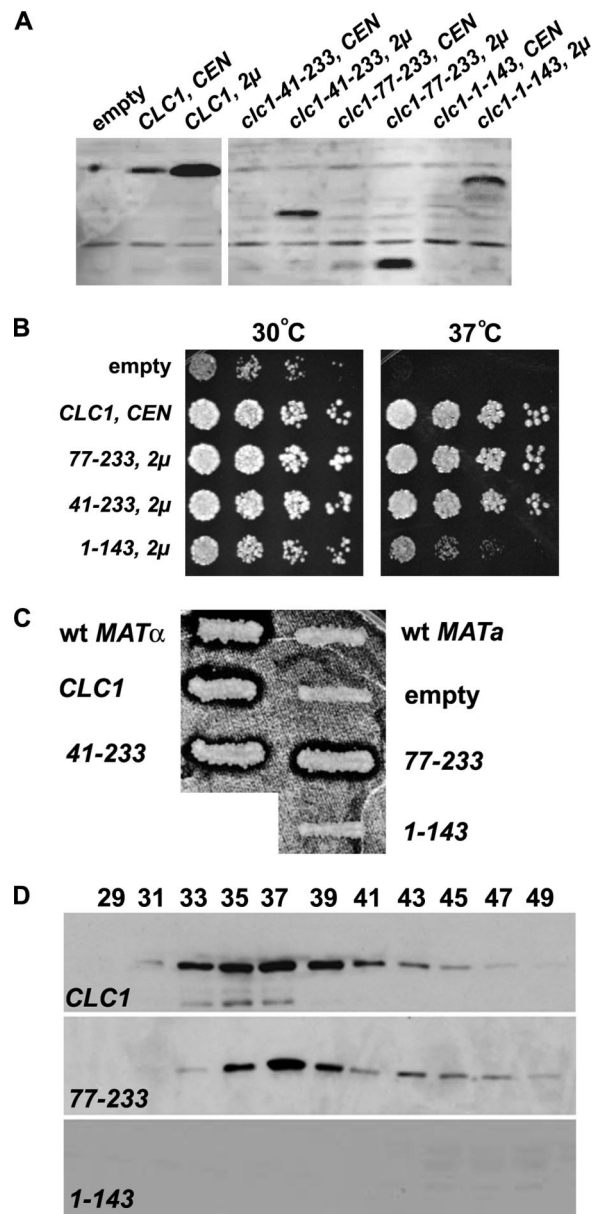 A
empty
CLC1, CEN
CLC1, 2µ
clc1-41-233, CEN
clc1-41-233, 2µ
clc1-77-233, CEN
clc1-77-233, 2µ
clc1-1-143, CEN
clc1-1-143, 2µ
B
30°C 37°C
empty
CLC1, CEN
77-233, 2µ
41-233, 2µ
1-143, 2µ
C
wt MATα wt MATa
CLC1 empty
41-233 77-233
1-143
D
29 31 33 35 37 39 41 43 45 47 49
CLC1
77-233
1-143